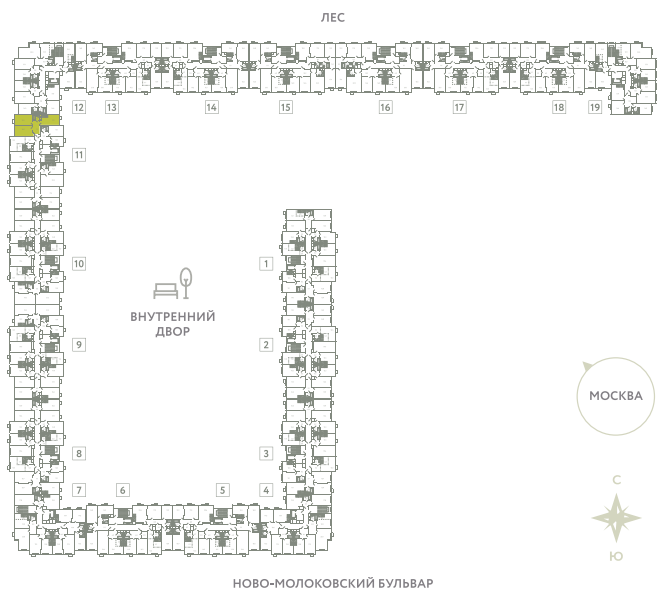 ЛЕС
12 13 14 15 16 17 18 19
11
10 1
ВНУТРЕННИЙ
ДВОР
9 2
МОСКВА
8 3
7 6 5 4
С
Ю
НОВО-МОЛОКОВСКИЙ БУЛЬВАР